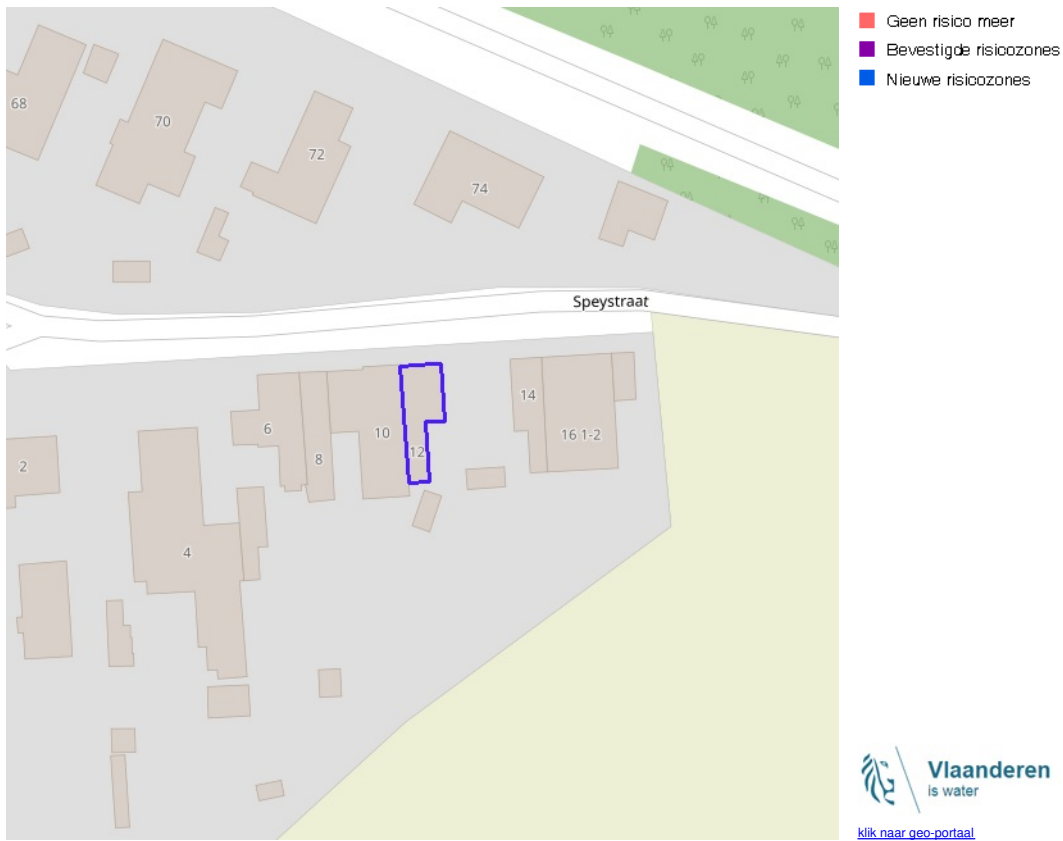 Geen risico meer
Bevestigde risicozones
Nieuwe risicozones
68
70
72
74
Speystraat
2
4
6
8
10
12
14
16 1-2
Vlaanderen
is water
klik naar geo-portaal